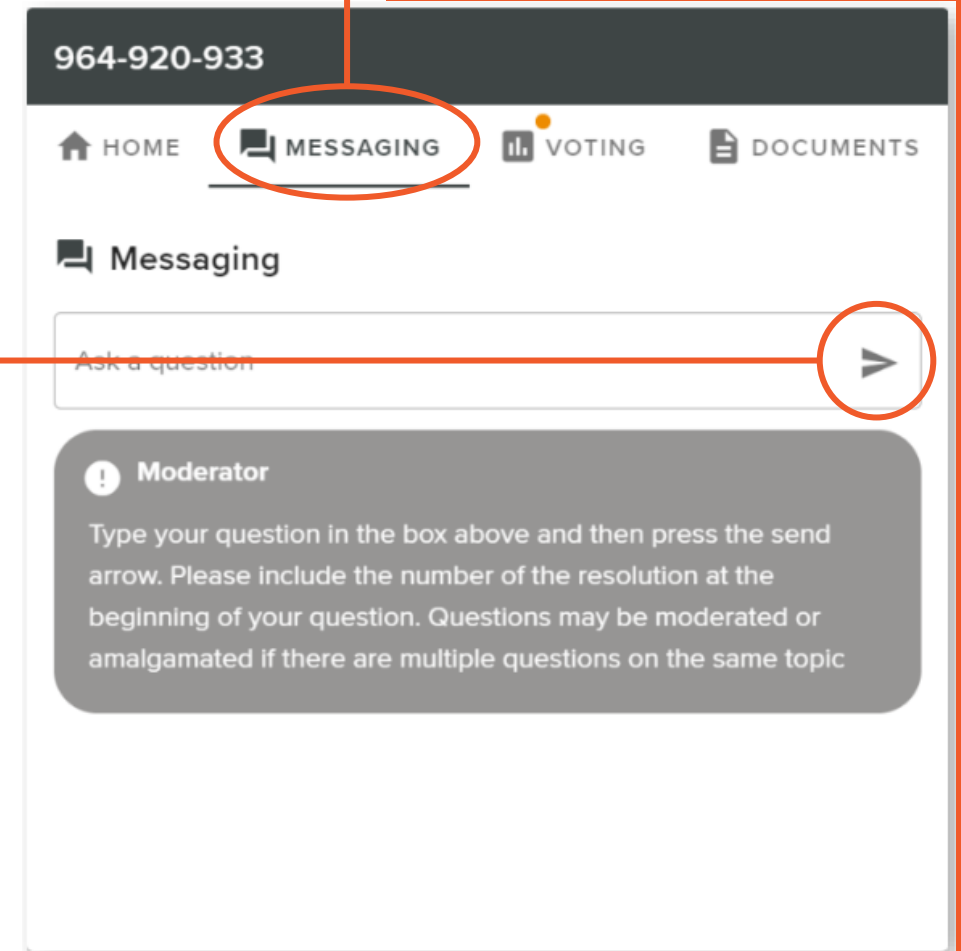 964-920-933
HOME MESSAGING VOTING DOCUMENTS
Messaging
Ask a question
Moderator
Type your question in the box above and then press the send
arrow. Please include the number of the resolution at the
beginning of your question. Questions may be moderated or
amalgamated if there are multiple questions on the same topic